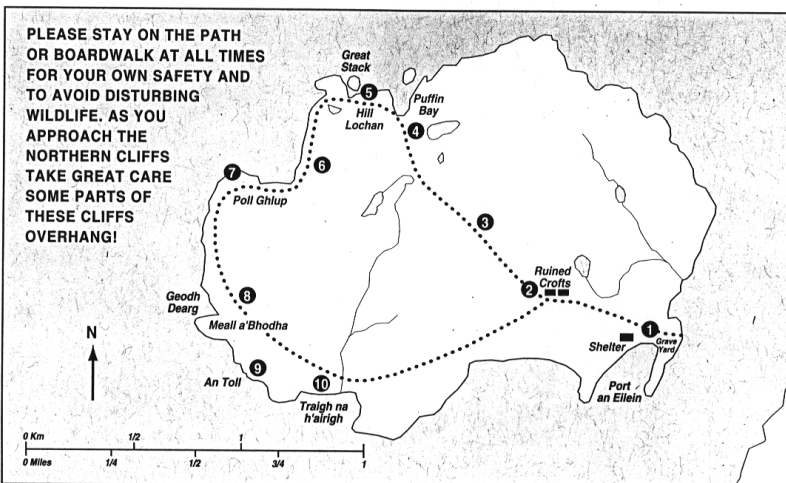 PLEASE STAY ON THE PATH
OR BOARDWALK AT ALL TIMES
FOR YOUR OWN SAFETY AND
TO AVOID DISTURBING
WILDLIFE. AS YOU
APPROACH THE
NORTHERN CLIFFS
TAKE GREAT CARE
SOME PARTS OF
THESE CLIFFS
OVERHANG!
Great
Stack
5
Hill
Lochan
Puffin
Bay
4
6
7
Poll Ghlup
3
Ruined
Crofts
2
Geodh
Dearg
8
Meall a'Bhodha
1
Grave
Yard
Shelter
N
9
An Toll
10
Traigh na
h'airigh
Port
an Eilein
0 Km 1/2 1
0 Miles 1/4 1/2 3/4 1